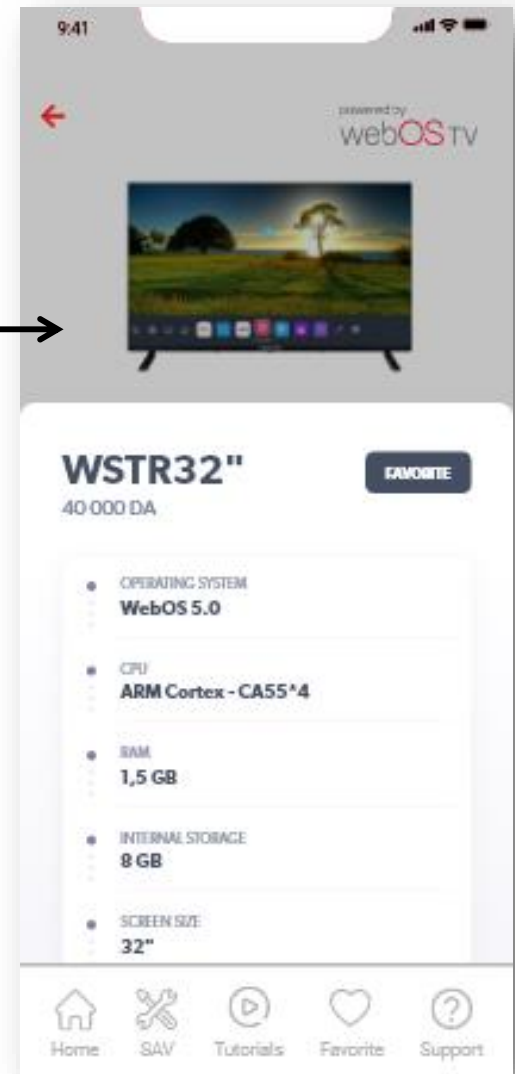 9:41
powered by
webOS TV
WSTR32"
40 000 DA
FAVORITE
OPERATING SYSTEM
WebOS 5.0
CPU
ARM Cortex - CA55*4
RAM
1,5 GB
INTERNAL STORAGE
8 GB
SCREEN SIZE
32"
Home
SAV
Tutorials
Favorite
Support